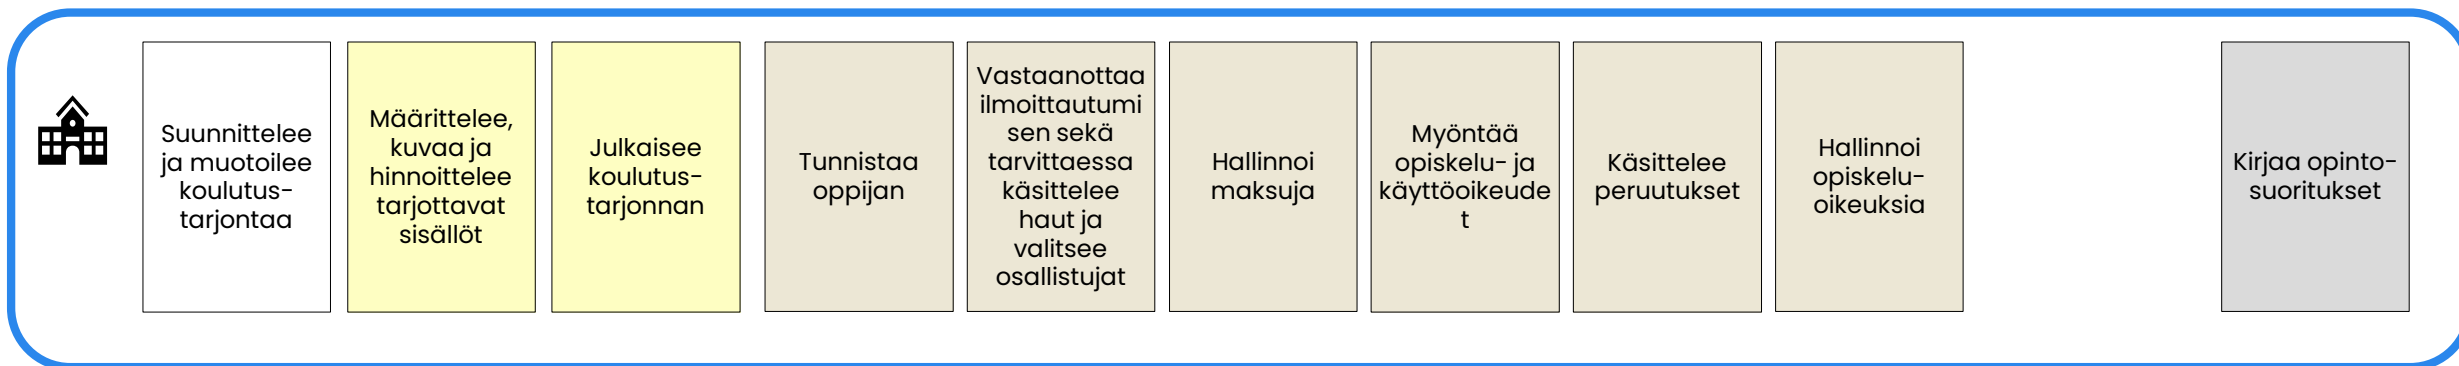 Suunnittelee
ja muotoilee
koulutus-
tarjontaa
Määrittelee,
kuvaa ja
hinnoittelee
tarjottavat
sisällöt
Julkaisee
koulutus-
tarjonnan
Tunnistaa
oppijan
Vastaanottaa
ilmoittautumi
sen sekä
tarvittaessa
käsittelee
haut ja
valitsee
osallistujat
Hallinnoi
maksuja
Myöntää
opiskelu- ja
käyttöoikeude
t
Käsittelee
peruutukset
Hallinnoi
opiskelu-
oikeuksia
Kirjaa opinto-
suoritukset